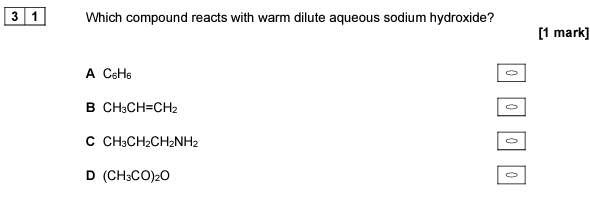 3 1 Which compound reacts with warm dilute aqueous sodium hydroxide?
[1 mark]
A C₆H₆
B CH₃CH=CH₂
C CH₃CH₂CH₂NH₂
D (CH₃CO)₂O